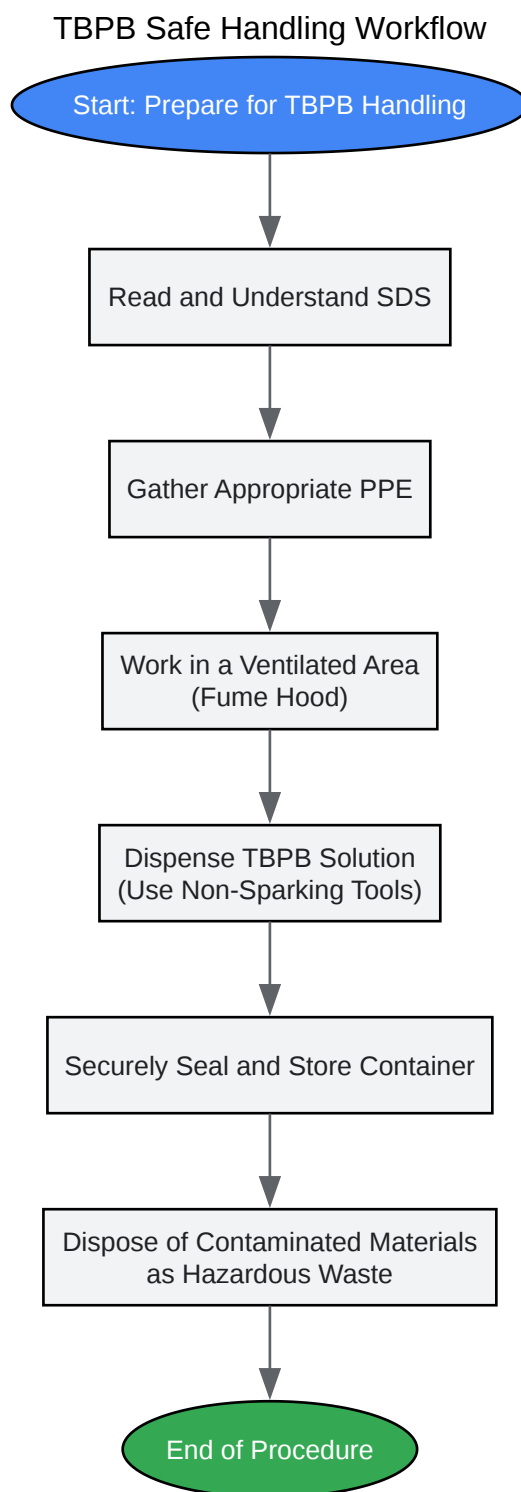 TBPB Safe Handling Workflow
Start: Prepare for TBPB Handling
Read and Understand SDS
Gather Appropriate PPE
Work in a Ventilated Area
(Fume Hood)
Dispense TBPB Solution
(Use Non-Sparking Tools)
Securely Seal and Store Container
Dispose of Contaminated Materials
as Hazardous Waste
End of Procedure